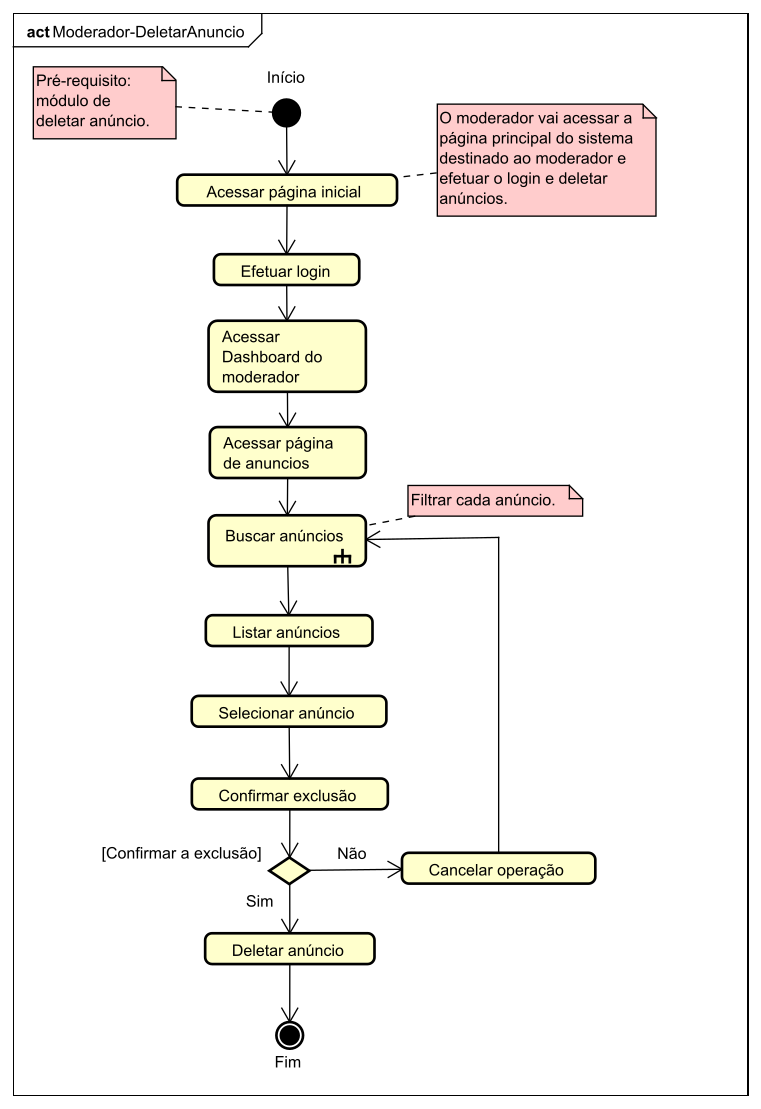 act Moderador-DeletarAnuncio
Início
Pré-requisito:
módulo de
deletar anúncio.
O moderador vai acessar a
página principal do sistema
destinado ao moderador e
efetuar o login e deletar
anúncios.
Acessar página inicial
Efetuar login
Acessar
Dashboard do
moderador
Acessar página
de anuncios
Filtrar cada anúncio.
Buscar anúncios
Listar anúncios
Selecionar anúncio
Confirmar exclusão
[Confirmar a exclusão]
Não
Cancelar operação
Sim
Deletar anúncio
Fim